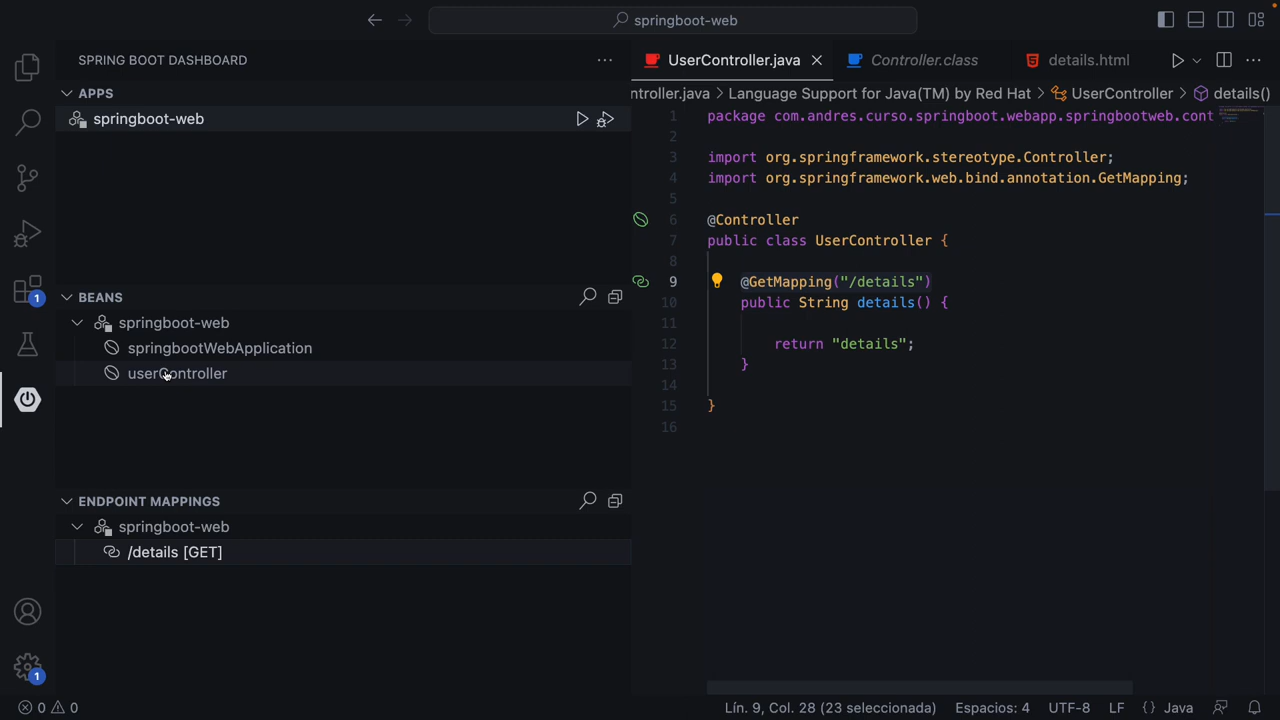 springboot-web
SPRING BOOT DASHBOARD
APPS
springboot-web
BEANS
springboot-web
springbootWebApplication
userController
ENDPOINT MAPPINGS
springboot-web
/details [GET]
1
1
0 0
UserController.java
Controller.class
details.html
ntroller.java > Language Support for Java(TM) by Red Hat > UserController > details()
1 package com.andres.curso.springboot.webapp.springbootweb.cont
2
3 import org.springframework.stereotype.Controller;
4 import org.springframework.web.bind.annotation.GetMapping;
5
6 @Controller
7 public class UserController {
8
9 @GetMapping("/details")
10 public String details() {
11
12 return "details";
13 }
14
15 }
16
Lín. 9, Col. 28 (23 seleccionada) Espacios: 4 UTF-8 LF {} Java